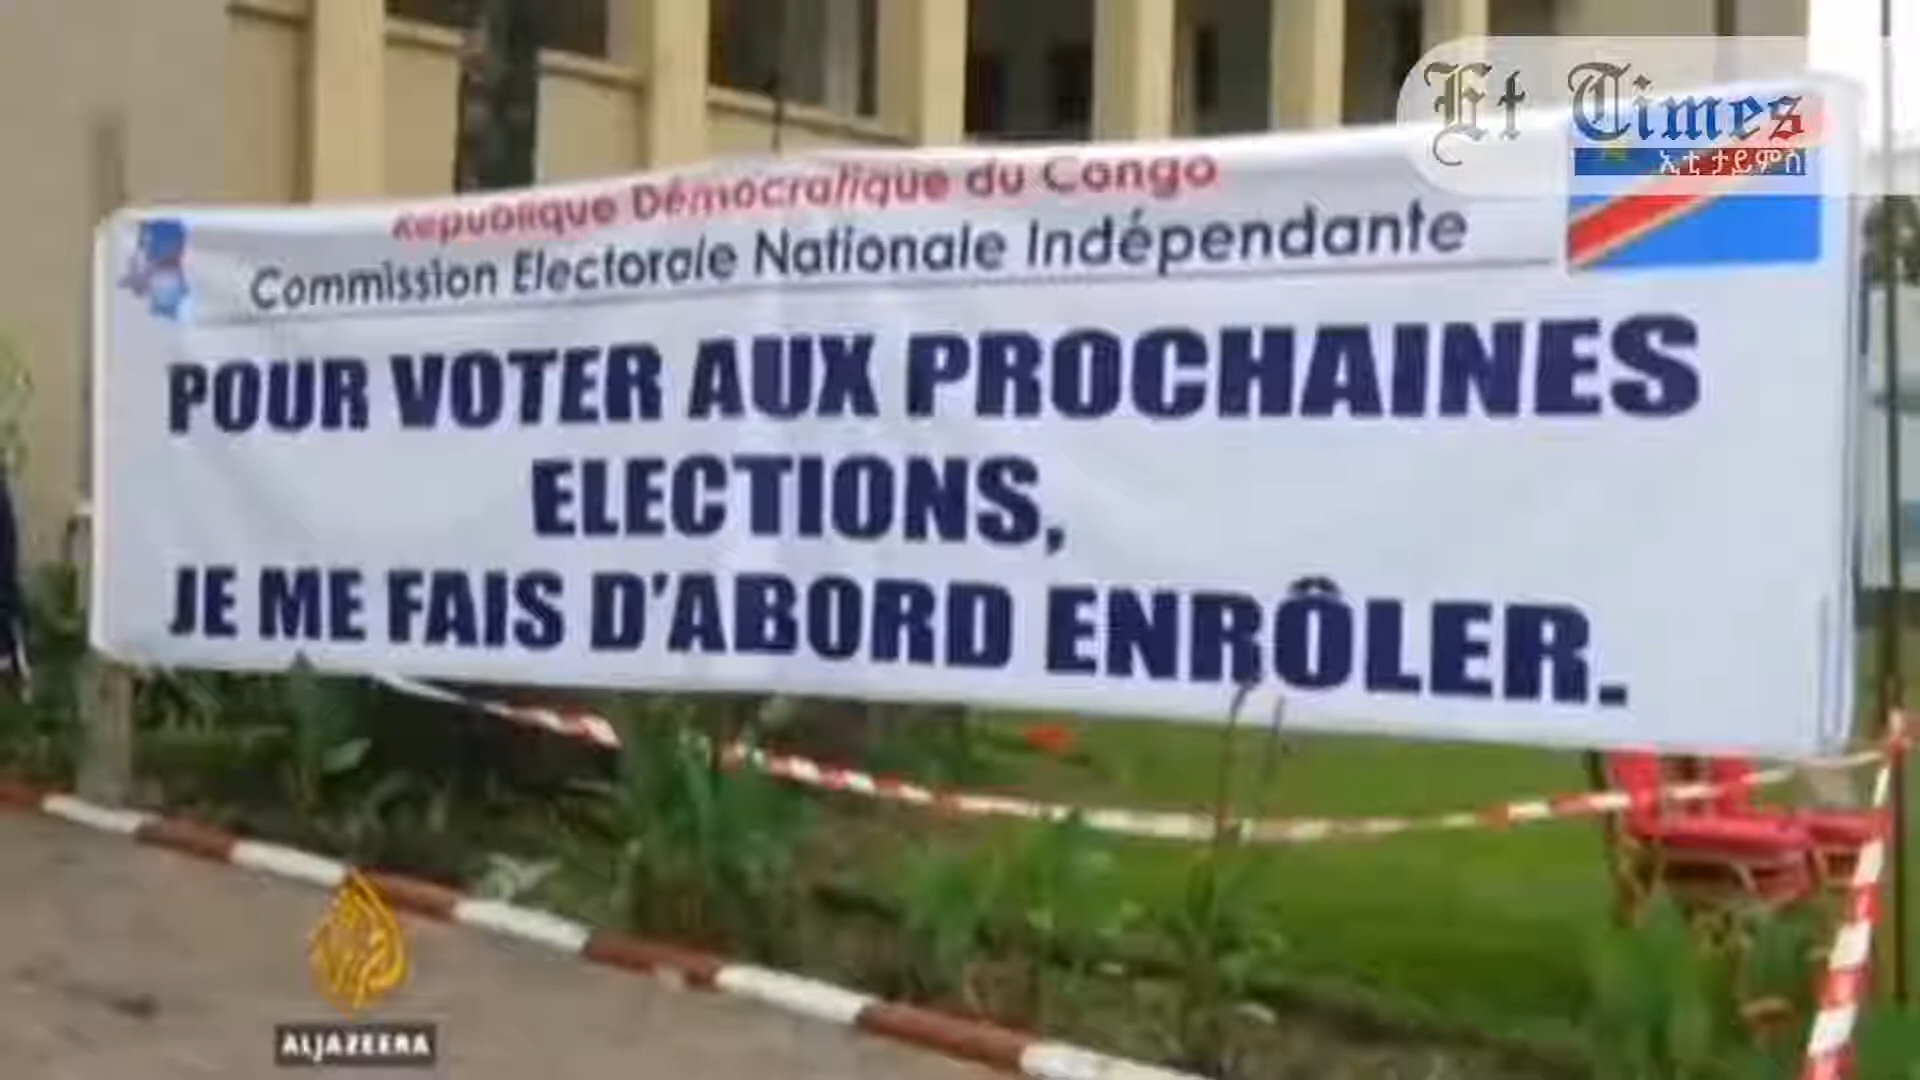 Et Times
ኢቲ ታይምስ
République Démocratique du Congo
Commission Electorale Nationale Indépendante
POUR VOTER AUX PROCHAINES
ELECTIONS,
JE ME FAIS D'ABORD ENRÔLER.
ALJAZEERA